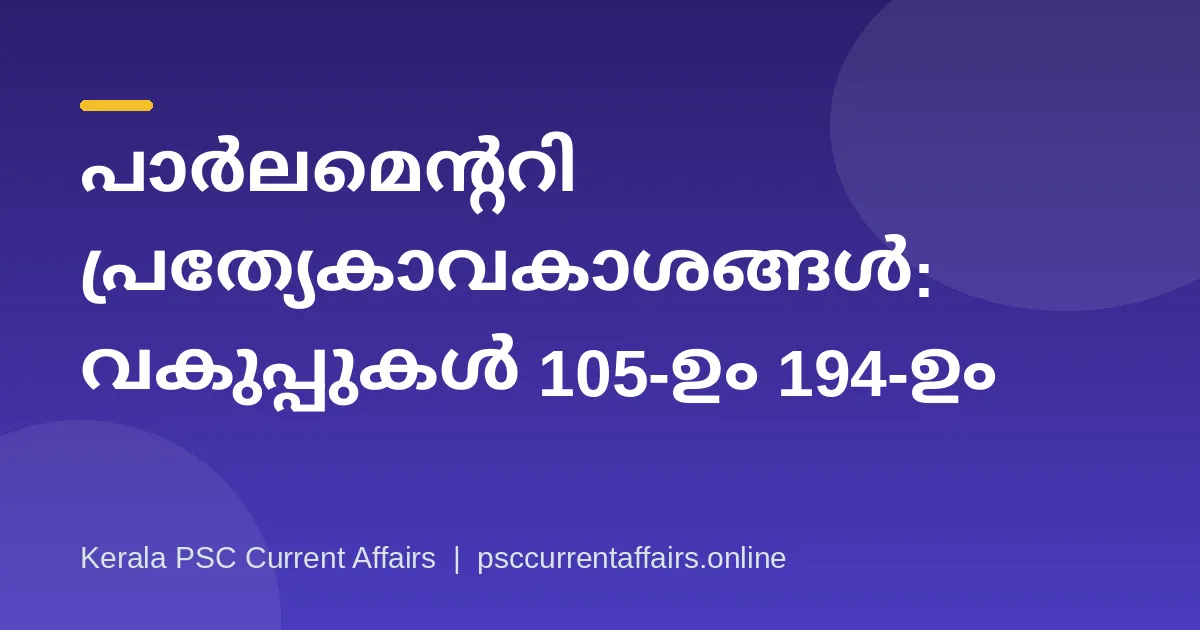 പാർലമെന്ററി
പ്രത്യേകാവകാശങ്ങൾ:
വകുപ്പുകൾ 105-ഉം 194-ഉം
Kerala PSC Current Affairs | psccurrentaffairs.online